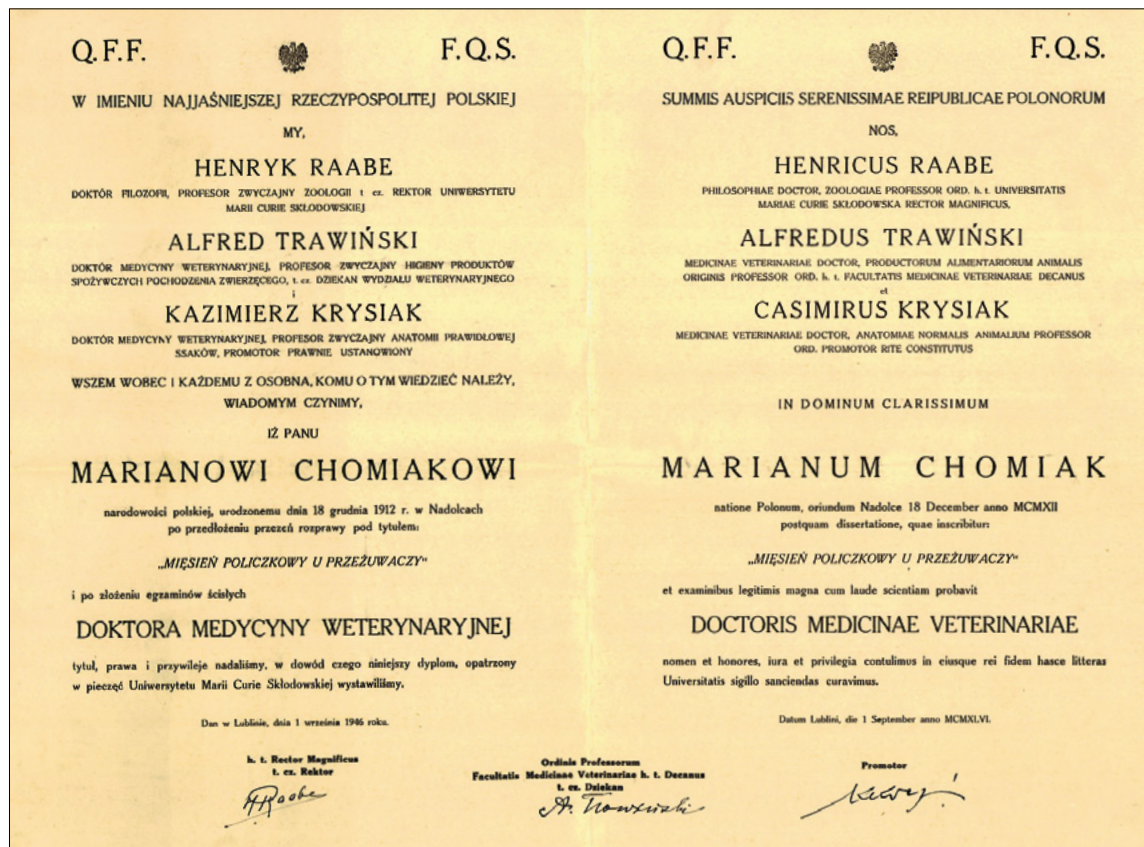 Q.F.F. F.Q.S.
W IMIENIU NAJJAŚNIEJSZEJ RZECZYPOSPOLITEJ POLSKIEJ
MY,
HENRYK RAABE
DOKTÓR FILOZOFII, PROFESOR ZWYCZAJNY ZOOLOGII t cz. REKTOR UNIWERSYTETU
MARII CURIE SKŁODOWSKIEJ
ALFRED TRAWIŃSKI
DOKTÓR MEDYCYNY WETERYNARYJNEJ, PROFESOR ZWYCZAJNY HIGIENY PRODUKTÓW
SPOŻYWCZYCH POCHODZENIA ZWIERZĘCEGO, t. cz. DZIEKAN WYDZIAŁU WETERYNARYJNEGO
i
KAZIMIERZ KRYSIAK
DOKTÓR MEDYCYNY WETERYNARYJNEJ, PROFESOR ZWYCZAJNY ANATOMII PRAWIDŁOWEJ
SSAKÓW, PROMOTOR PRAWNIE USTANOWIONY
WSZEM WOBEC I KAŻDEMU Z OSOBNA, KOMU O TYM WIEDZIEĆ NALEŻY,
WIADOMYM CZYNIMY,
IŻ PANU
MARIANOWI CHOMIAKOWI
narodowości polskiej, urodzonemu dnia 18 grudnia 1912 r. w Nadolcach
po przedłożeniu przezeń rozprawy pod tytułem:
„MIĘSIEŃ POLICZKOWY U PRZEŻUWACZY“
i po złożeniu egzaminów ścisłych
DOKTORA MEDYCYNY WETERYNARYJNEJ
tytuł, prawa i przywileje nadaliśmy, w dowód czego niniejszy dyplom, opatrzony
w pieczęć Uniwersytetu Marii Curie Skłodowskiej wystawiliśmy.
Dan w Lublinie, dnia 1 września 1946 roku.
Q.F.F. F.Q.S.
SUMMIS AUSPICIIS SERENISSIMAE REIPUBLICAE POLONORUM
NOS,
HENRICUS RAABE
PHILOSOPHIAE DOCTOR, ZOOLOGIAE PROFESSOR ORD. h. t. UNIVERSITATIS
MARIAE CURIE SKŁODOWSKA RECTOR MAGNIFICUS,
ALFREDUS TRAWIŃSKI
MEDICINAE VETERINARIAE DOCTOR, PRODUCTORUM ALIMENTARIORUM ANIMALIS
ORIGINIS PROFESSOR ORD. h. t. FACULTATIS MEDICINAE VETERINARIAE DECANUS
et
CASIMIRUS KRYSIAK
MEDICINAE VETERINARIAE DOCTOR, ANATOMIAE NORMALIS ANIMALIUM PROFESSOR
ORD. PROMOTOR RITE CONSTITUTUS
IN DOMINUM CLARISSIMUM
MARIANUM CHOMIAK
natione Polonum, oriundum Nadolce 18 December anno MCMXII
postquam dissertatione, quae inscribitur:
„MIĘSIEŃ POLICZKOWY U PRZEŻUWACZY“
et examinibus legitimis magna cum laude scientiam probavit
DOCTORIS MEDICINAE VETERINARIAE
nomen et honores, iura et privilegia contulimus in eiusque rei fidem hasce litteras
Universitatis sigillo sanciendas curavimus.
Datum Lublini, die 1 September anno MCMXLVI.
h. t. Rector Magnificus
t. cz. Rektor
H Raabe
Ordinis Professorum
Facultatis Medicinae Veterinariae h. t. Decanus
t. cz. Dziekan
A. Trawiński
Promotor